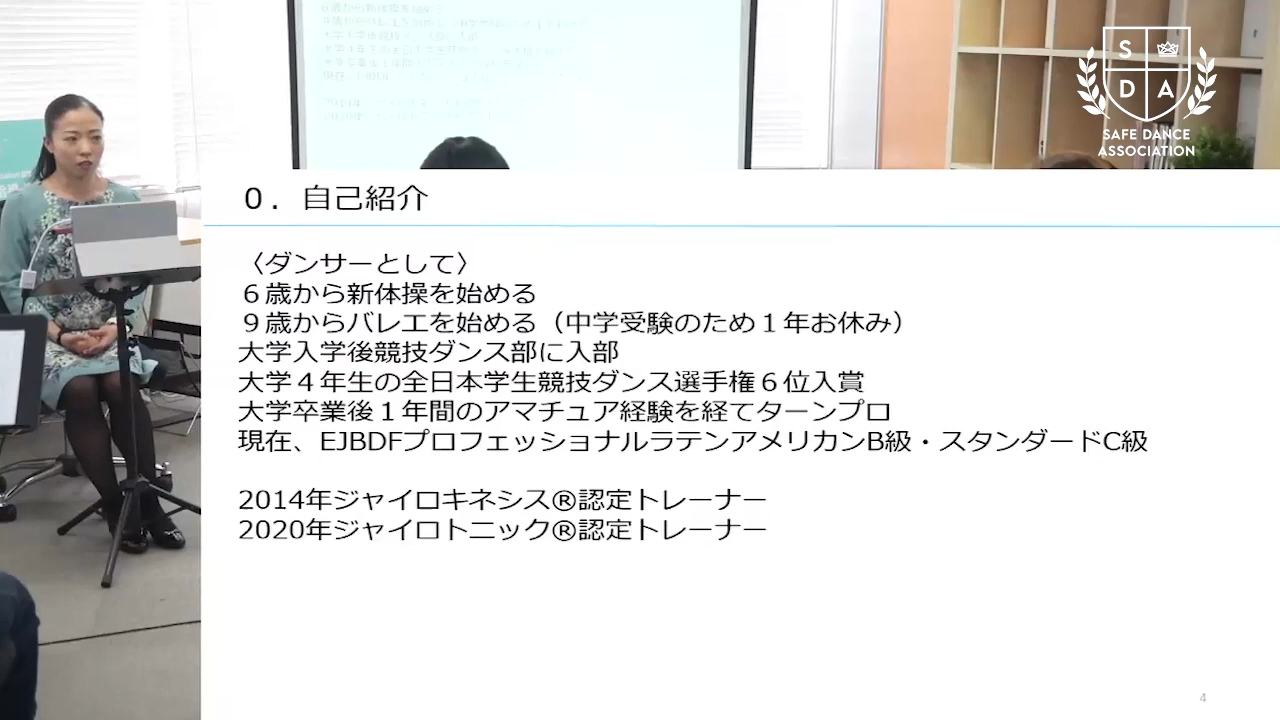 S
D A
SAFE DANCE
ASSOCIATION
０．自己紹介
〈ダンサーとして〉
６歳から新体操を始める
９歳からバレエを始める（中学受験のため１年お休み）
大学入学後競技ダンス部に入部
大学４年生の全日本学生競技ダンス選手権６位入賞
大学卒業後１年間のアマチュア経験を経てターンプロ
現在、EJBDFプロフェッショナルラテンアメリカンB級・スタンダードC級
2014年ジャイロキネシス®認定トレーナー
2020年ジャイロトニック®認定トレーナー
4